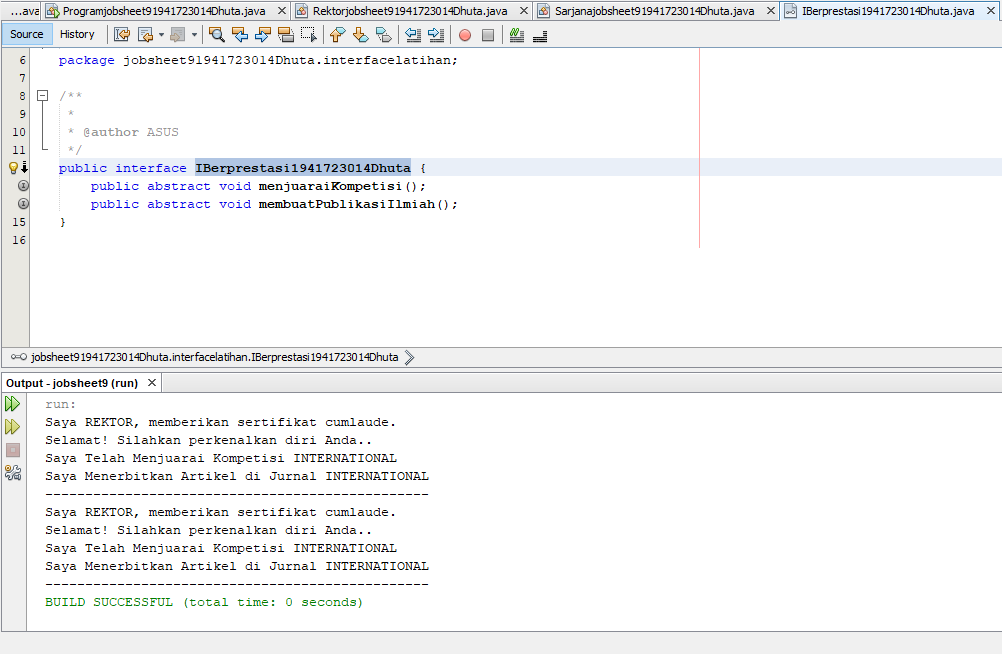 ...ava
Programjobsheet91941723014Dhuta.java
Rektorjobsheet91941723014Dhuta.java
Sarjanajobsheet91941723014Dhuta.java
IBerprestasi1941723014Dhuta.java
Source
History
6 package jobsheet91941723014Dhuta.interfacelatihan;
7
8 /**
9 *
10 * @author ASUS
11 */
public interface IBerprestasi1941723014Dhuta {
public abstract void menjuaraiKompetisi();
public abstract void membuatPublikasiIlmiah();
15 }
16
jobsheet91941723014Dhuta.interfacelatihan.IBerprestasi1941723014Dhuta
Output - jobsheet9 (run)
run:
Saya REKTOR, memberikan sertifikat cumlaude.
Selamat! Silahkan perkenalkan diri Anda..
Saya Telah Menjuarai Kompetisi INTERNATIONAL
Saya Menerbitkan Artikel di Jurnal INTERNATIONAL
------------------------------------------------
Saya REKTOR, memberikan sertifikat cumlaude.
Selamat! Silahkan perkenalkan diri Anda..
Saya Telah Menjuarai Kompetisi INTERNATIONAL
Saya Menerbitkan Artikel di Jurnal INTERNATIONAL
------------------------------------------------
BUILD SUCCESSFUL (total time: 0 seconds)